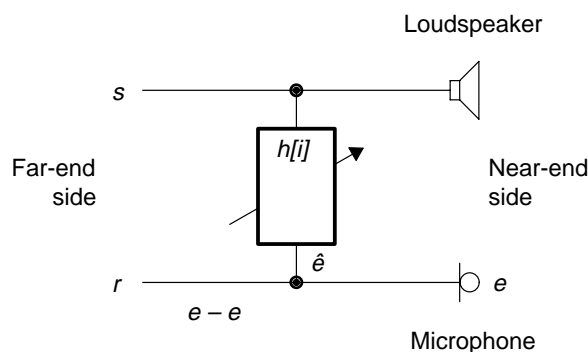 Loudspeaker
s
h[i]
Far-end
side
Near-end
side
ê
r
e
e – e
Microphone